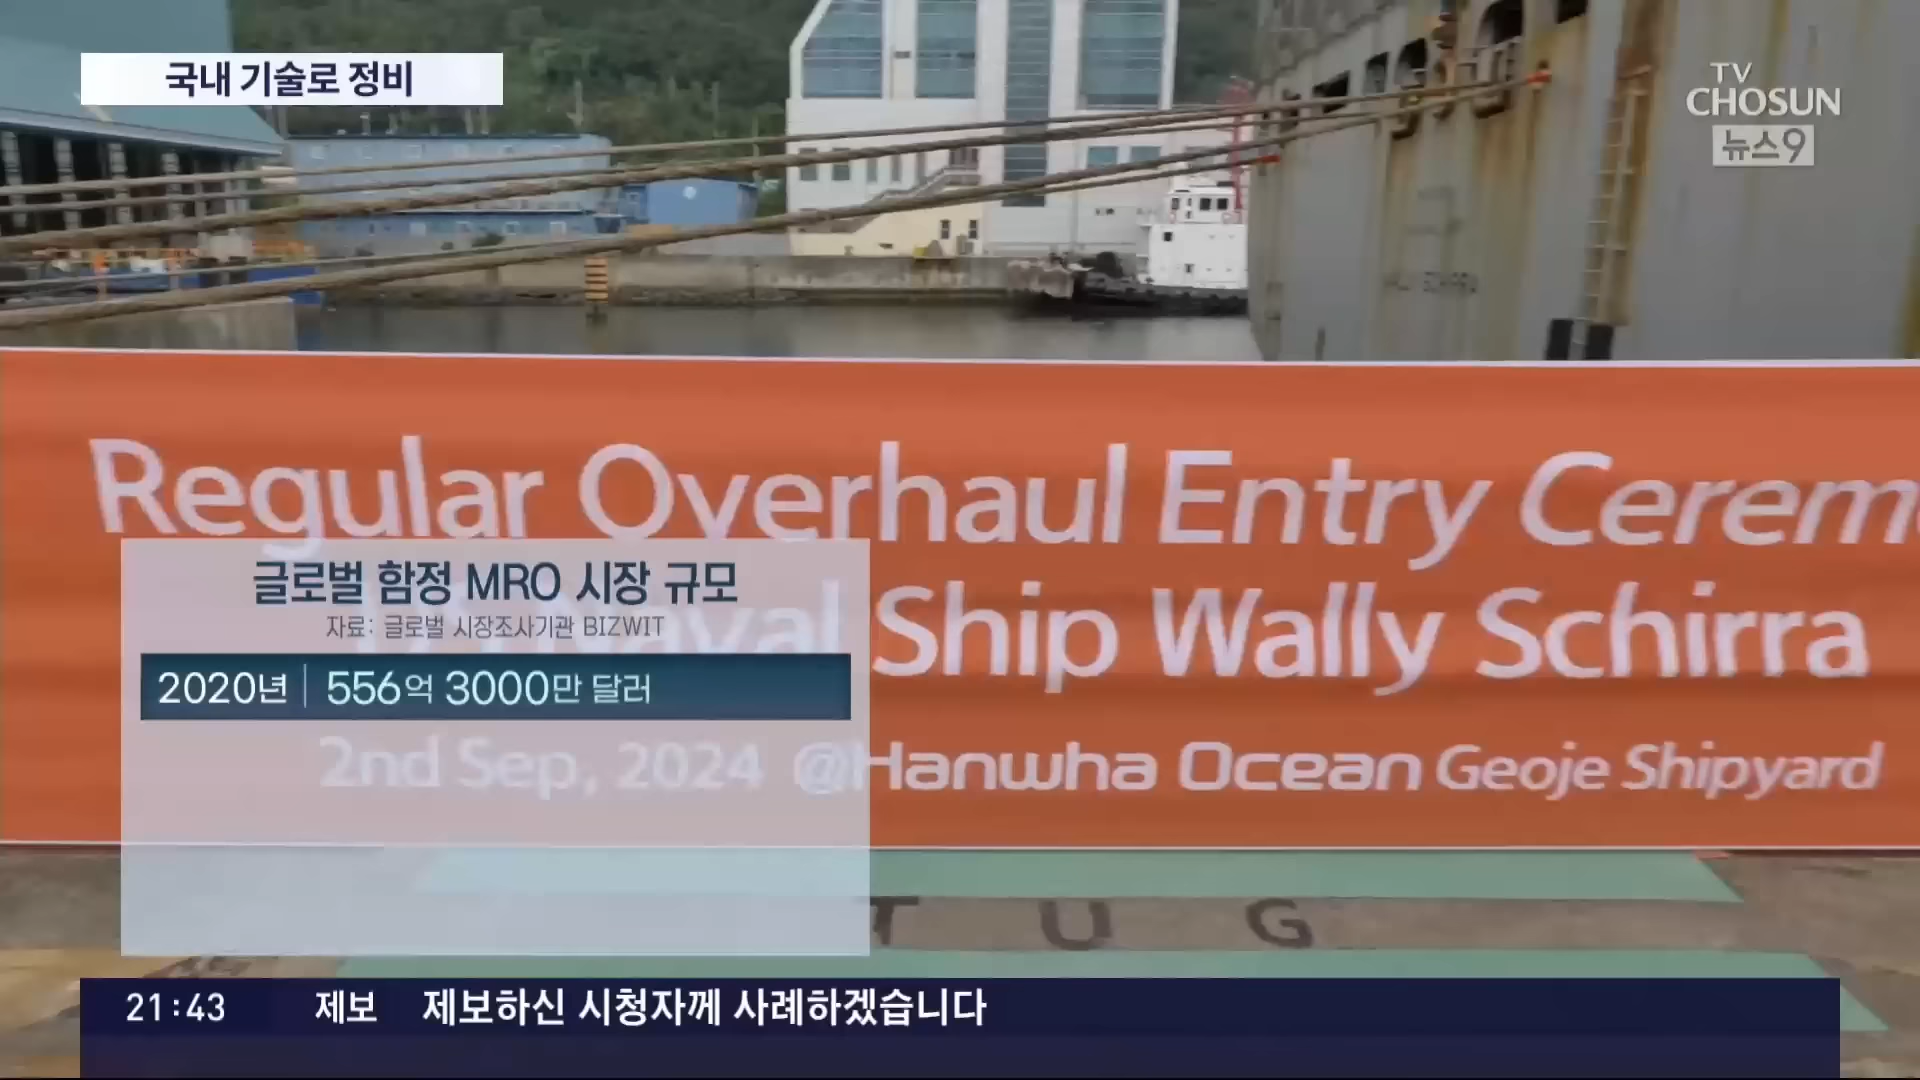 국내 기술로 정비
TV
CHOSUN
뉴스9
Regular Overhaul Entry Cerem
글로벌 함정 MRO 시장 규모
자료: 글로벌 시장조사기관 BIZWIT
Naval Ship Wally Schirra
2020년 556억 3000만 달러
2nd Sep, 2024 @Hanwha Ocean Geoje Shipyard
T U G
21:43 제보 제보하신 시청자께 사례하겠습니다